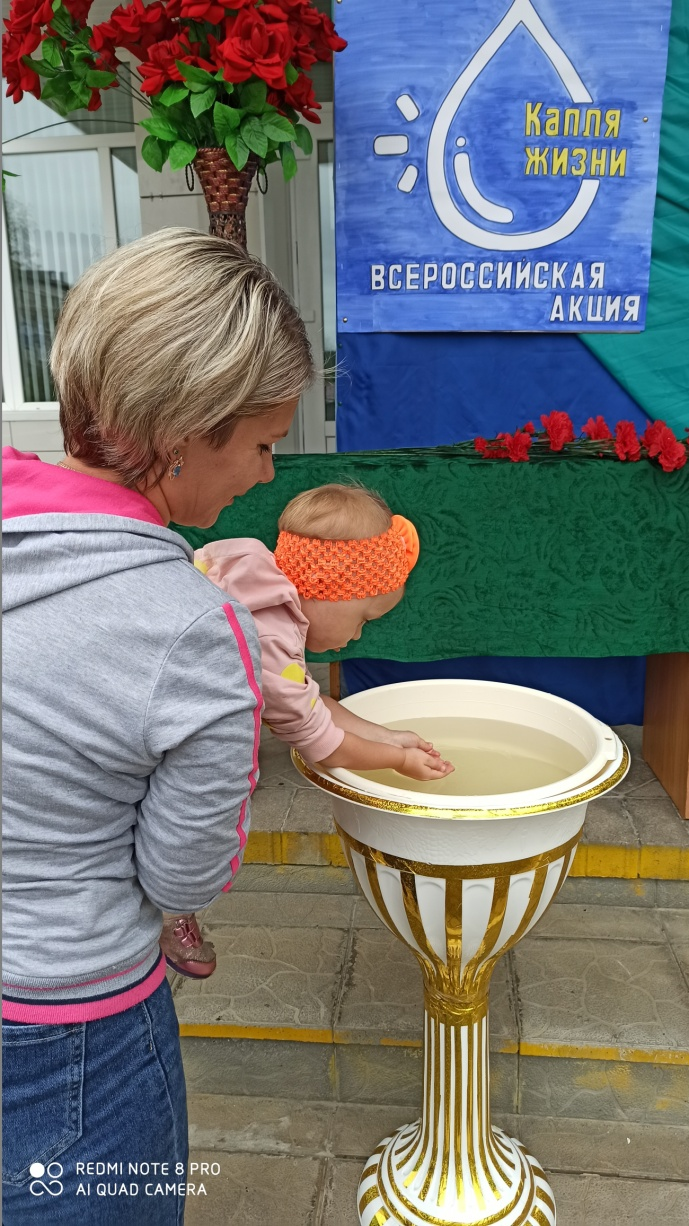 Капля
жизни
ВСЕРОССИЙСКАЯ
АКЦИЯ
REDMI NOTE 8 PRO
AI QUAD CAMERA